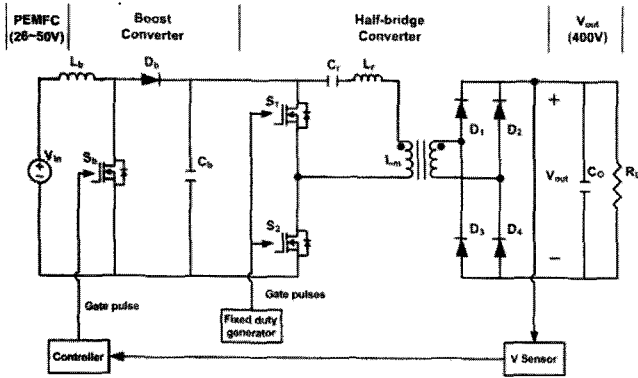 PEMFC
(26~50V)
Boost
Converter
Half-bridge
Converter
Vout
(400V)
Lb
Db
Cr
Lr
Vin
Sb
Cb
S1
S2
Lm
D1
D2
D3
D4
+
Vout
−
CO
RL
Gate pulse
Gate pulses
Fixed duty
generator
Controller
V Sensor